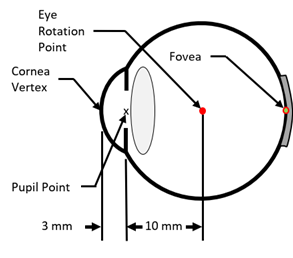 Eye
Rotation
Point
Fovea
Cornea
Vertex
x
Pupil Point
3 mm
10 mm